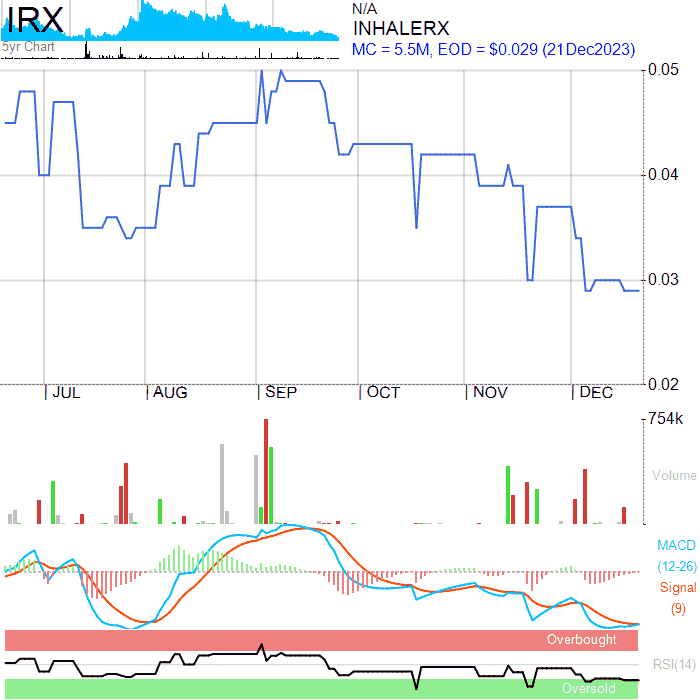 IRX
5yr Chart
N/A
INHALERX
MC = 5.5M, EOD = $0.029 (21Dec2023)
0.05
0.04
0.03
0.02
JUL AUG SEP OCT NOV DEC
754k
Volume
MACD
(12-26)
Signal
(9)
Overbought
RSI(14)
Oversold